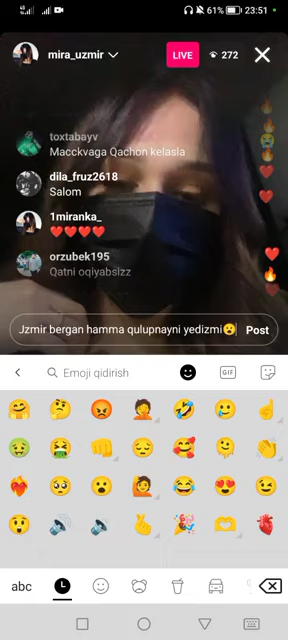 61% 23:51
mira_uzmir LIVE 272
toxtabayv
Macckvaga Qachon kelasla
dila_fruz2618
Salom
1miranka_
❤️❤️❤️❤️
orzubek195
Qatni oqiyabsizz
Jzmir bergan hamma qulupnayni yedizmi😮 Post
Emoji qidirish GIF
abc